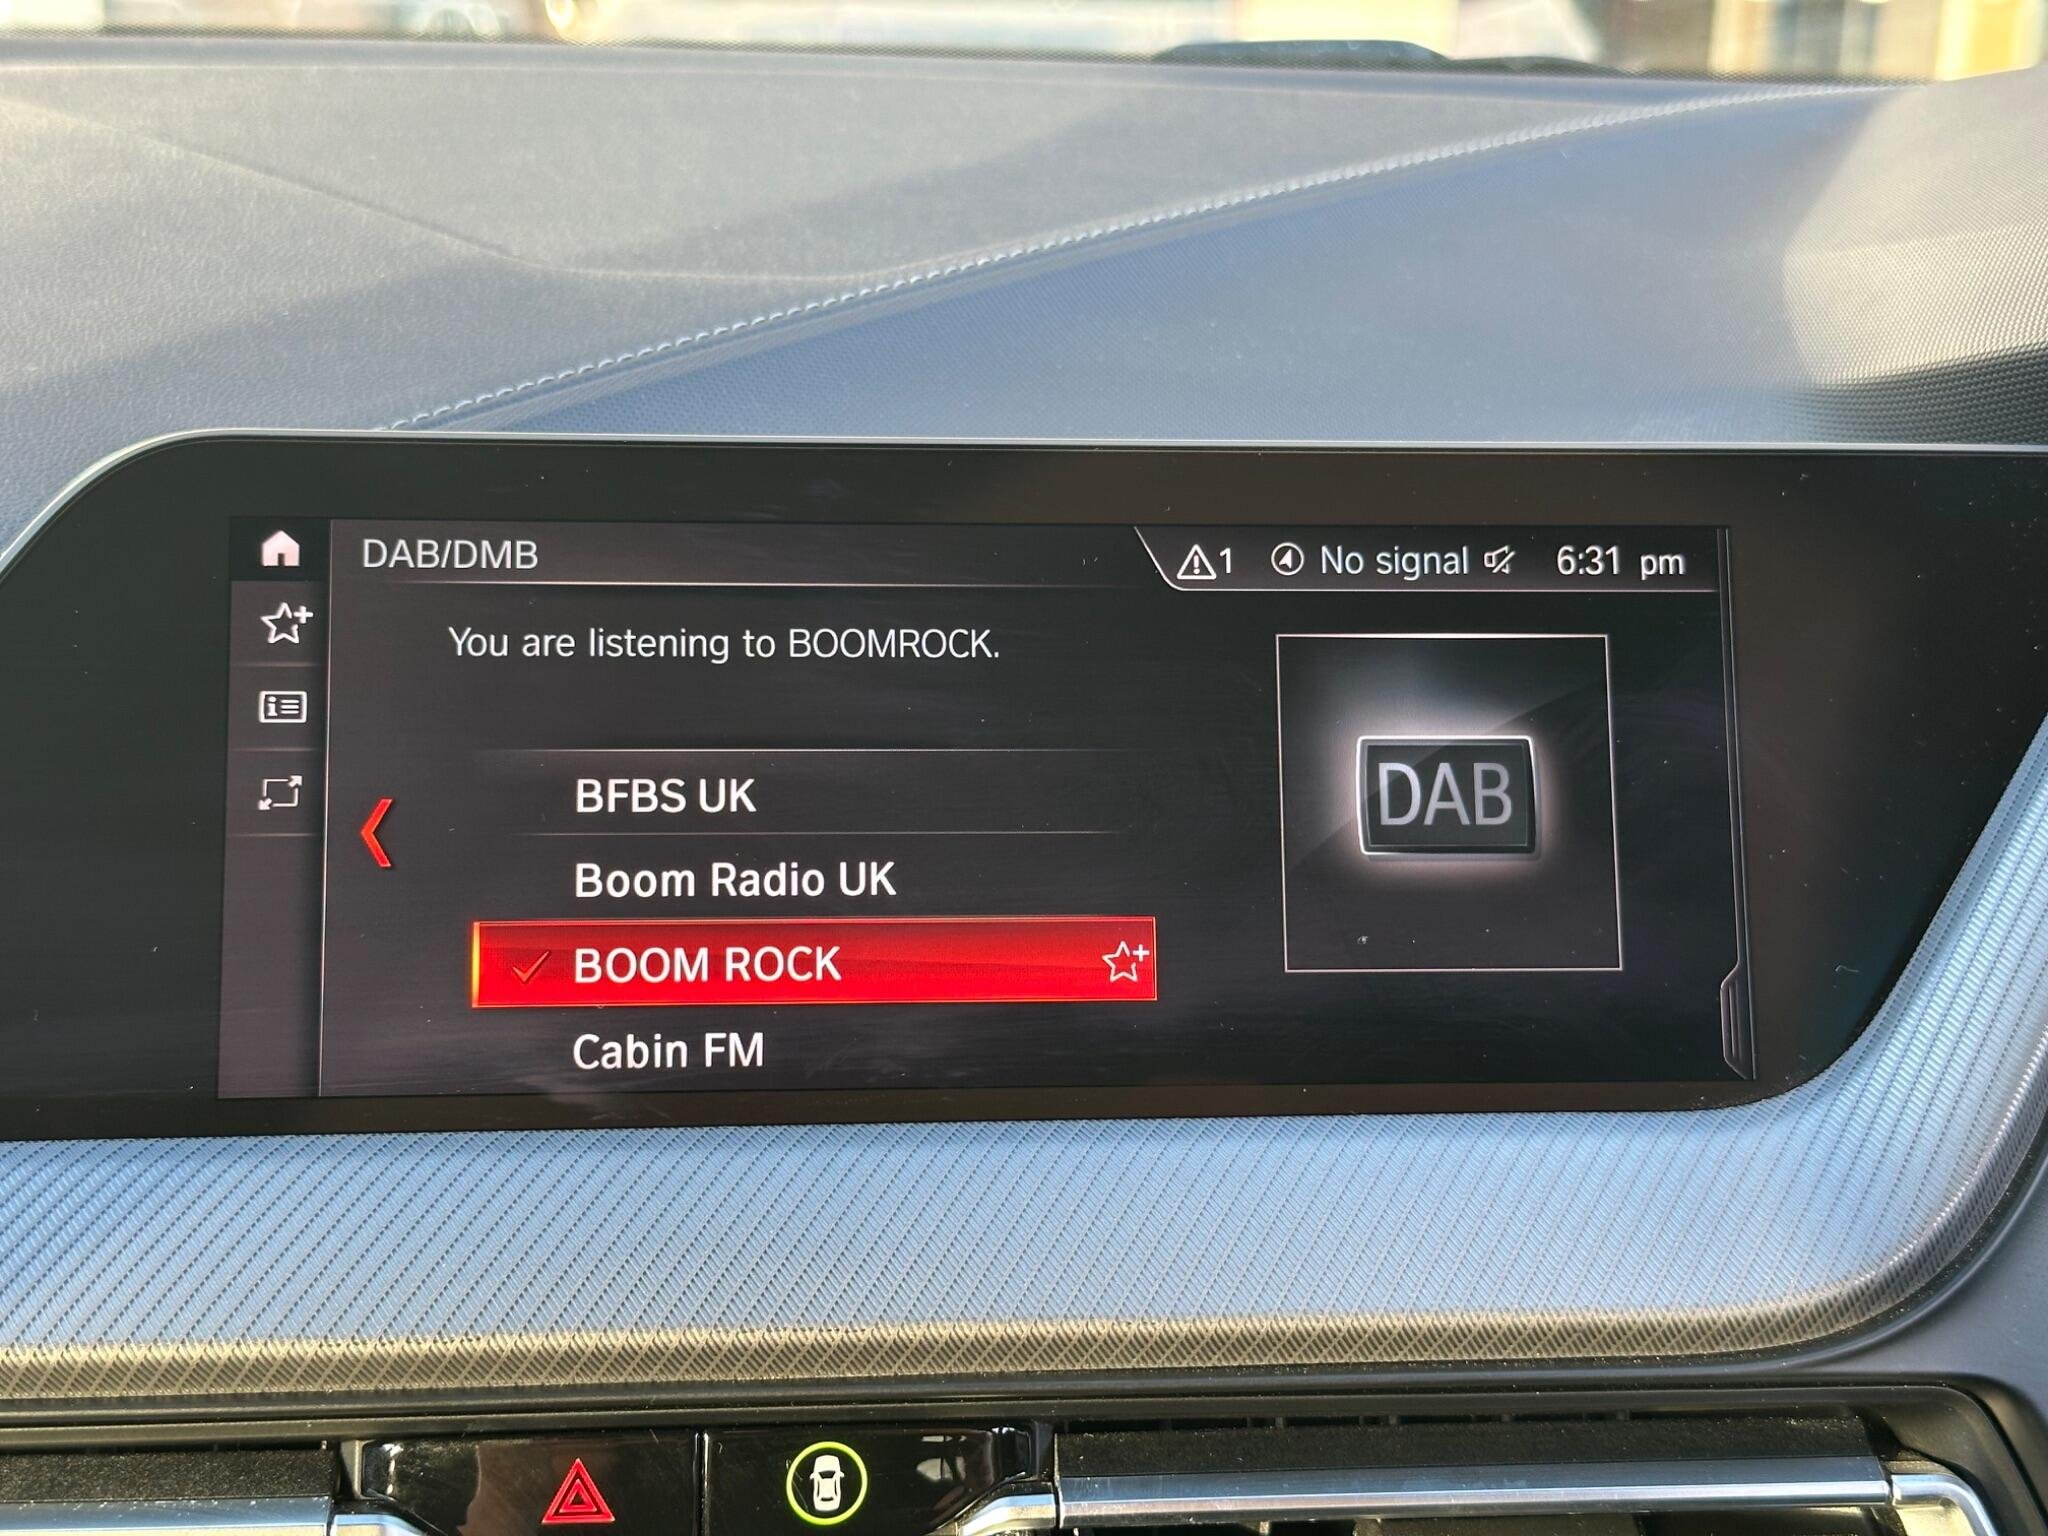 DAB/DMB
1 No signal 6:31 pm
You are listening to BOOMROCK.
BFBS UK
Boom Radio UK
BOOM ROCK
Cabin FM
DAB